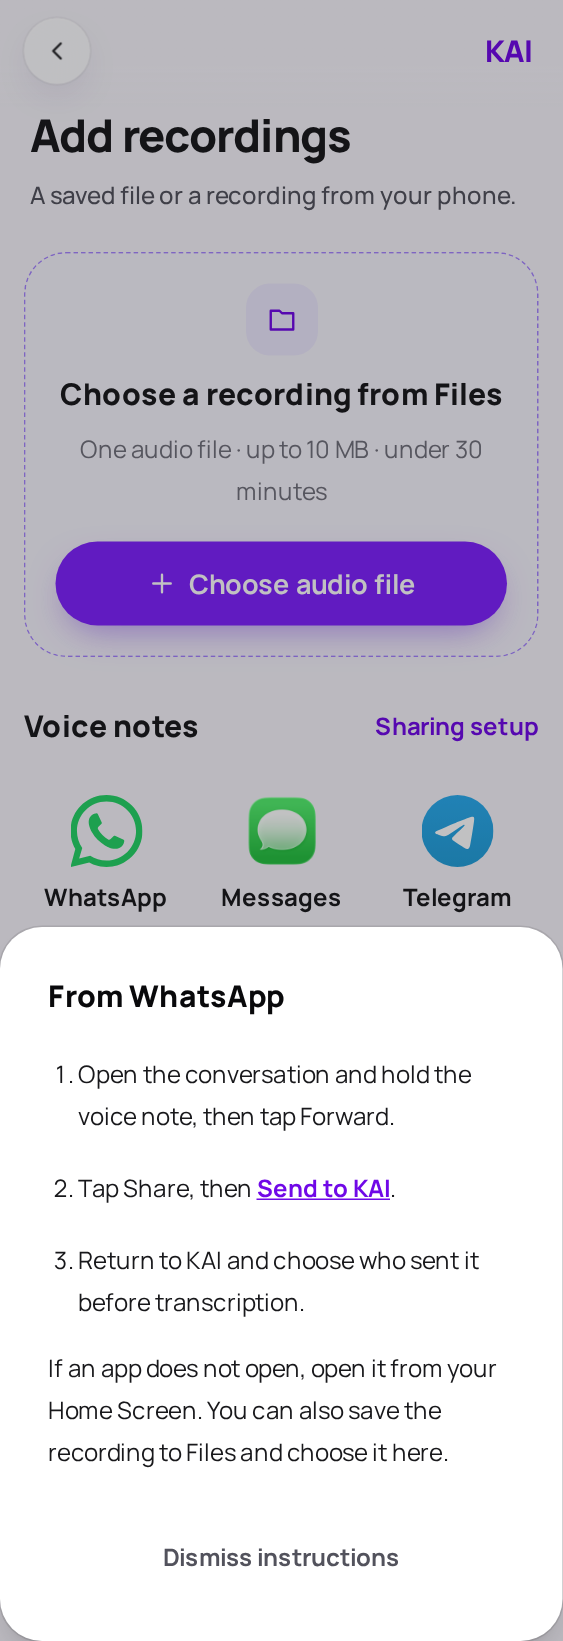 KAI
Add recordings
A saved file or a recording from your phone.
Choose a recording from Files
One audio file · up to 10 MB · under 30
minutes
+ Choose audio file
Voice notes
Sharing setup
WhatsApp
Messages
Telegram
From WhatsApp
1. Open the conversation and hold the
voice note, then tap Forward.
2. Tap Share, then Send to KAI.
3. Return to KAI and choose who sent it
before transcription.
If an app does not open, open it from your
Home Screen. You can also save the
recording to Files and choose it here.
Dismiss instructions